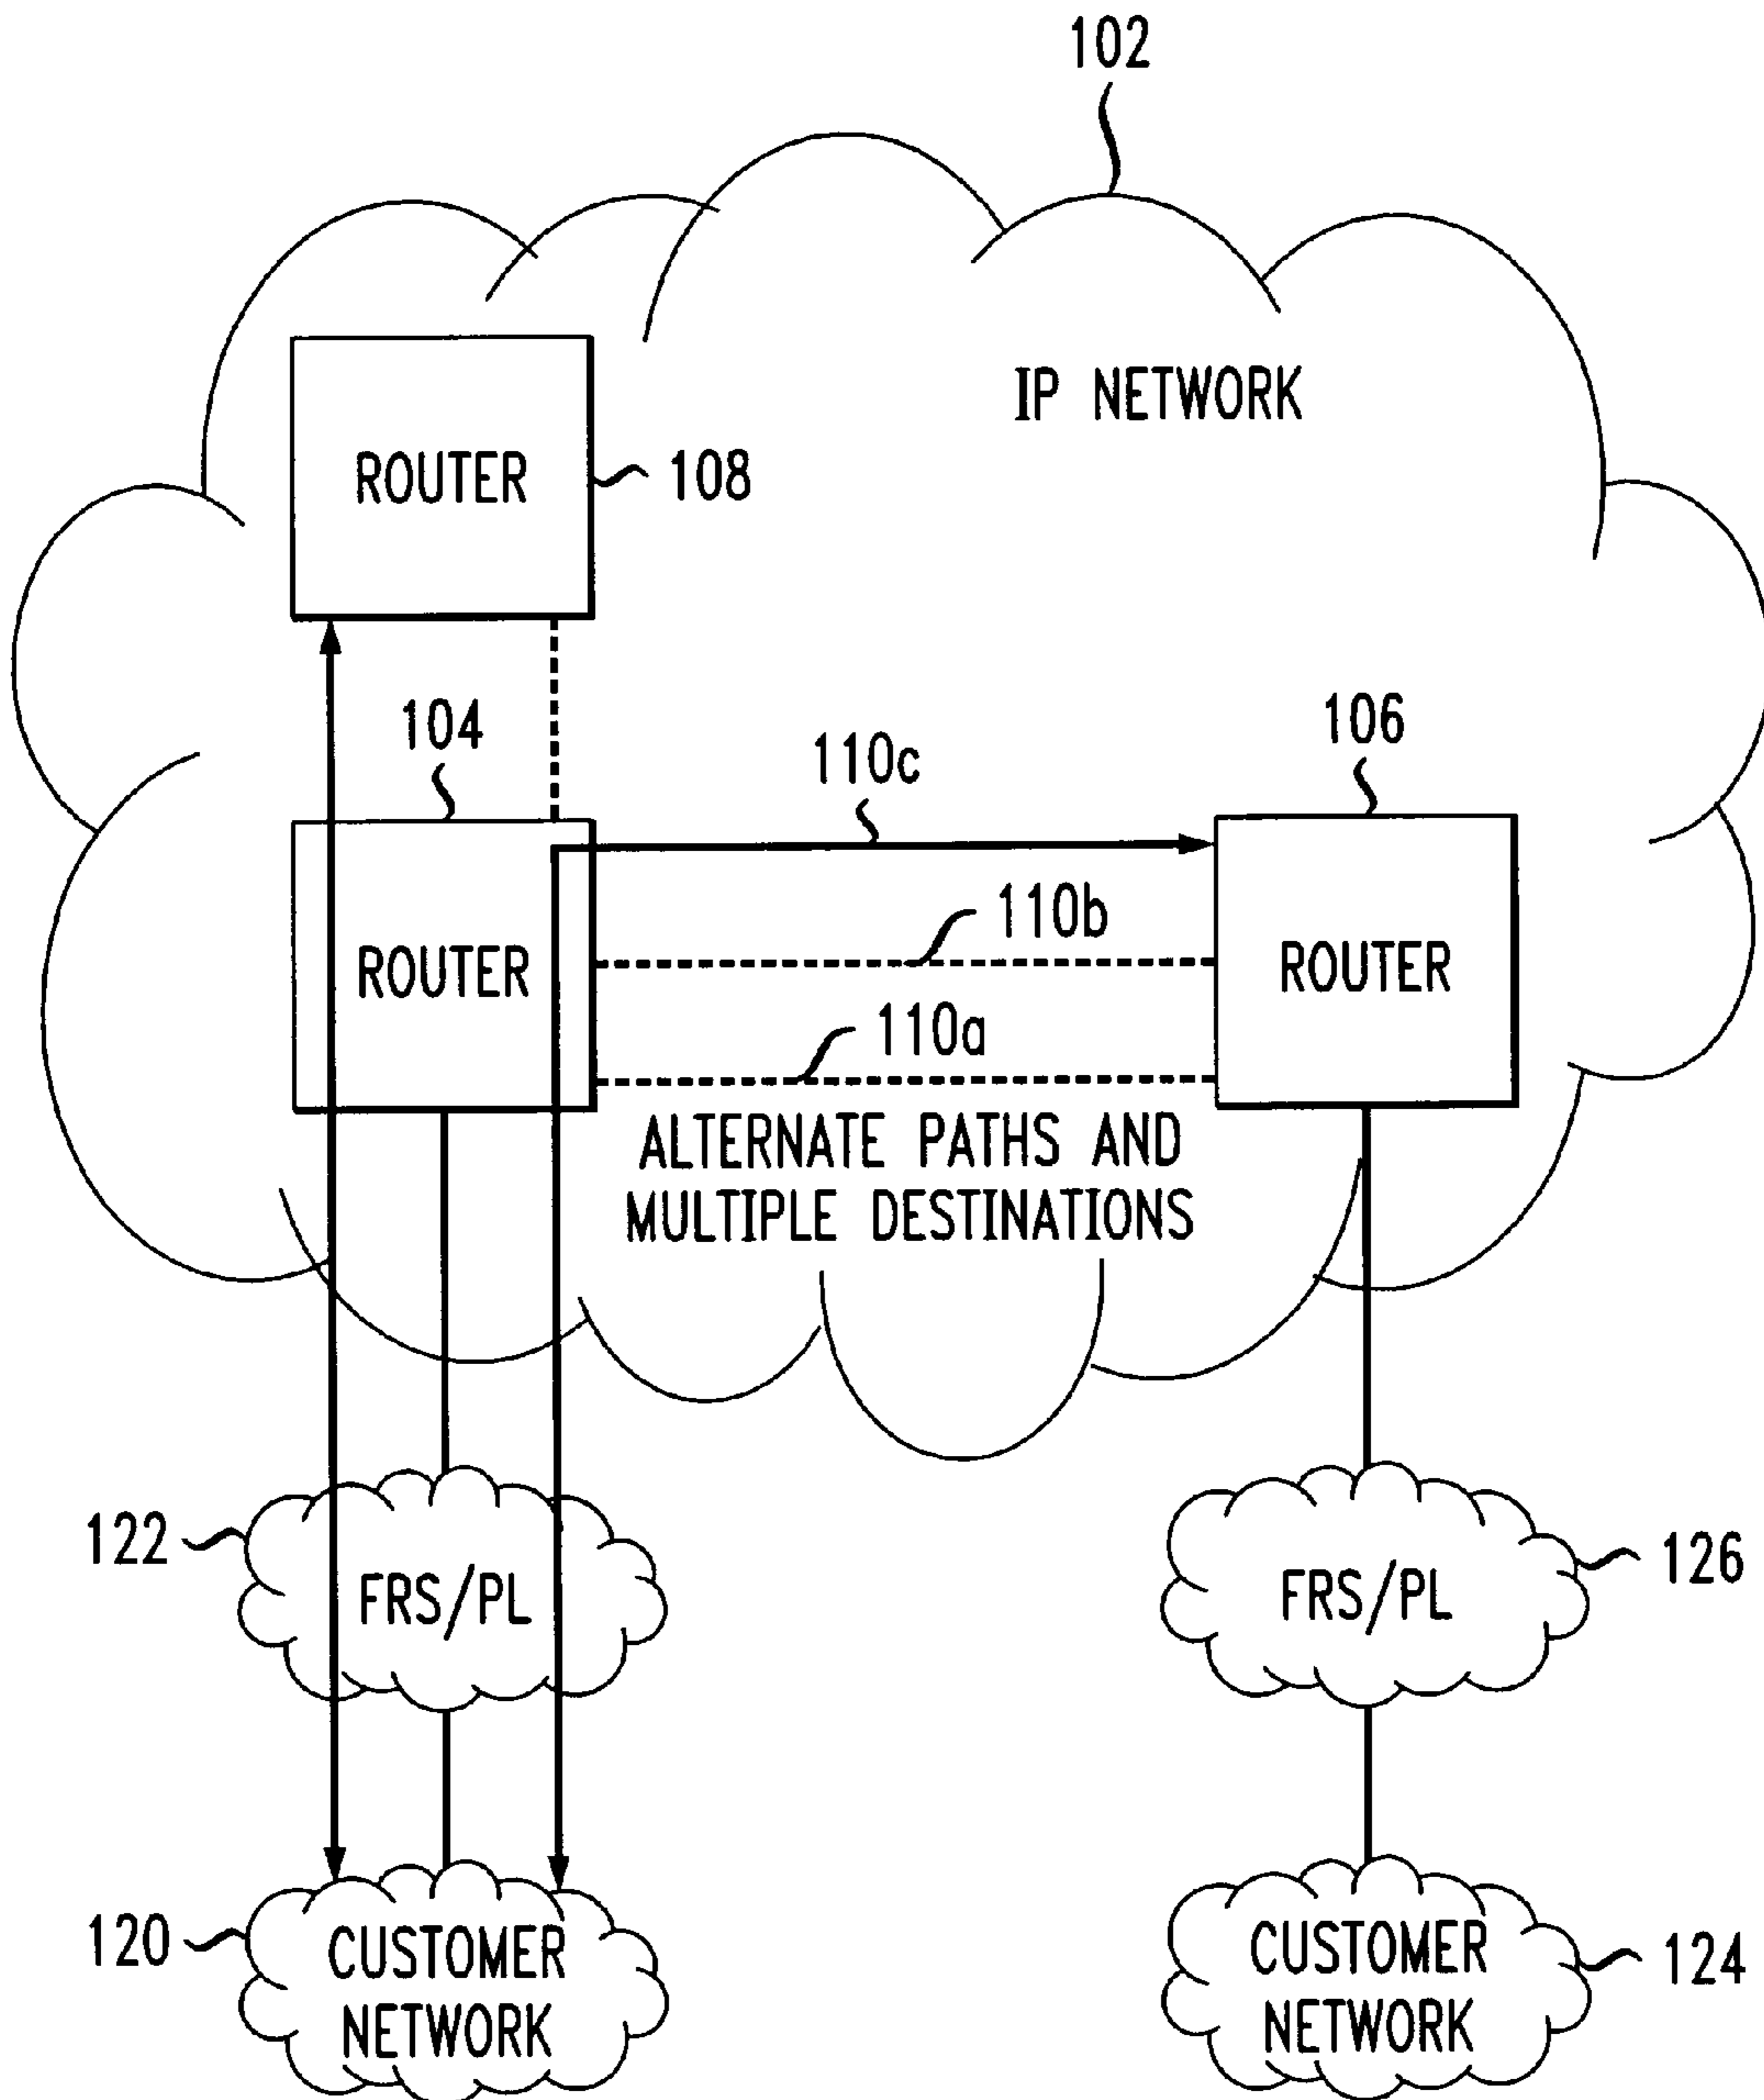 102
IP NETWORK
ROUTER
108
104
110c
106
110b
ROUTER
ROUTER
110a
ALTERNATE PATHS AND
MULTIPLE DESTINATIONS
122
FRS/PL
FRS/PL
126
120
CUSTOMER
NETWORK
CUSTOMER
NETWORK
124